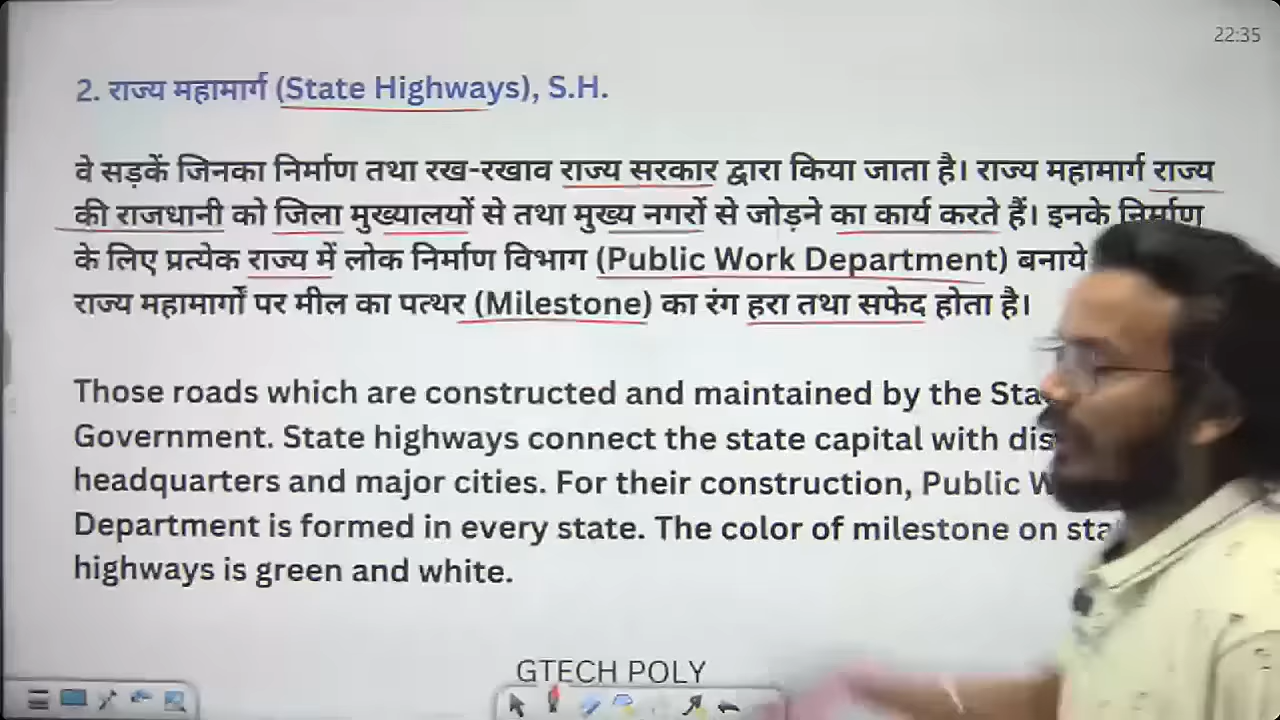 22:35
2. राज्य महामार्ग (State Highways), S.H.
वे सड़कें जिनका निर्माण तथा रख-रखाव राज्य सरकार द्वारा किया जाता है। राज्य महामार्ग राज्य
की राजधानी को जिला मुख्यालयों से तथा मुख्य नगरों से जोड़ने का कार्य करते हैं। इनके निर्माण
के लिए प्रत्येक राज्य में लोक निर्माण विभाग (Public Work Department) बनाये
राज्य महामार्गों पर मील का पत्थर (Milestone) का रंग हरा तथा सफेद होता है।
Those roads which are constructed and maintained by the
Government. State highways connect the state capital with
headquarters and major cities. For their construction, Public
Department is formed in every state. The color of milestone on
highways is green and white.
GTECH POLY